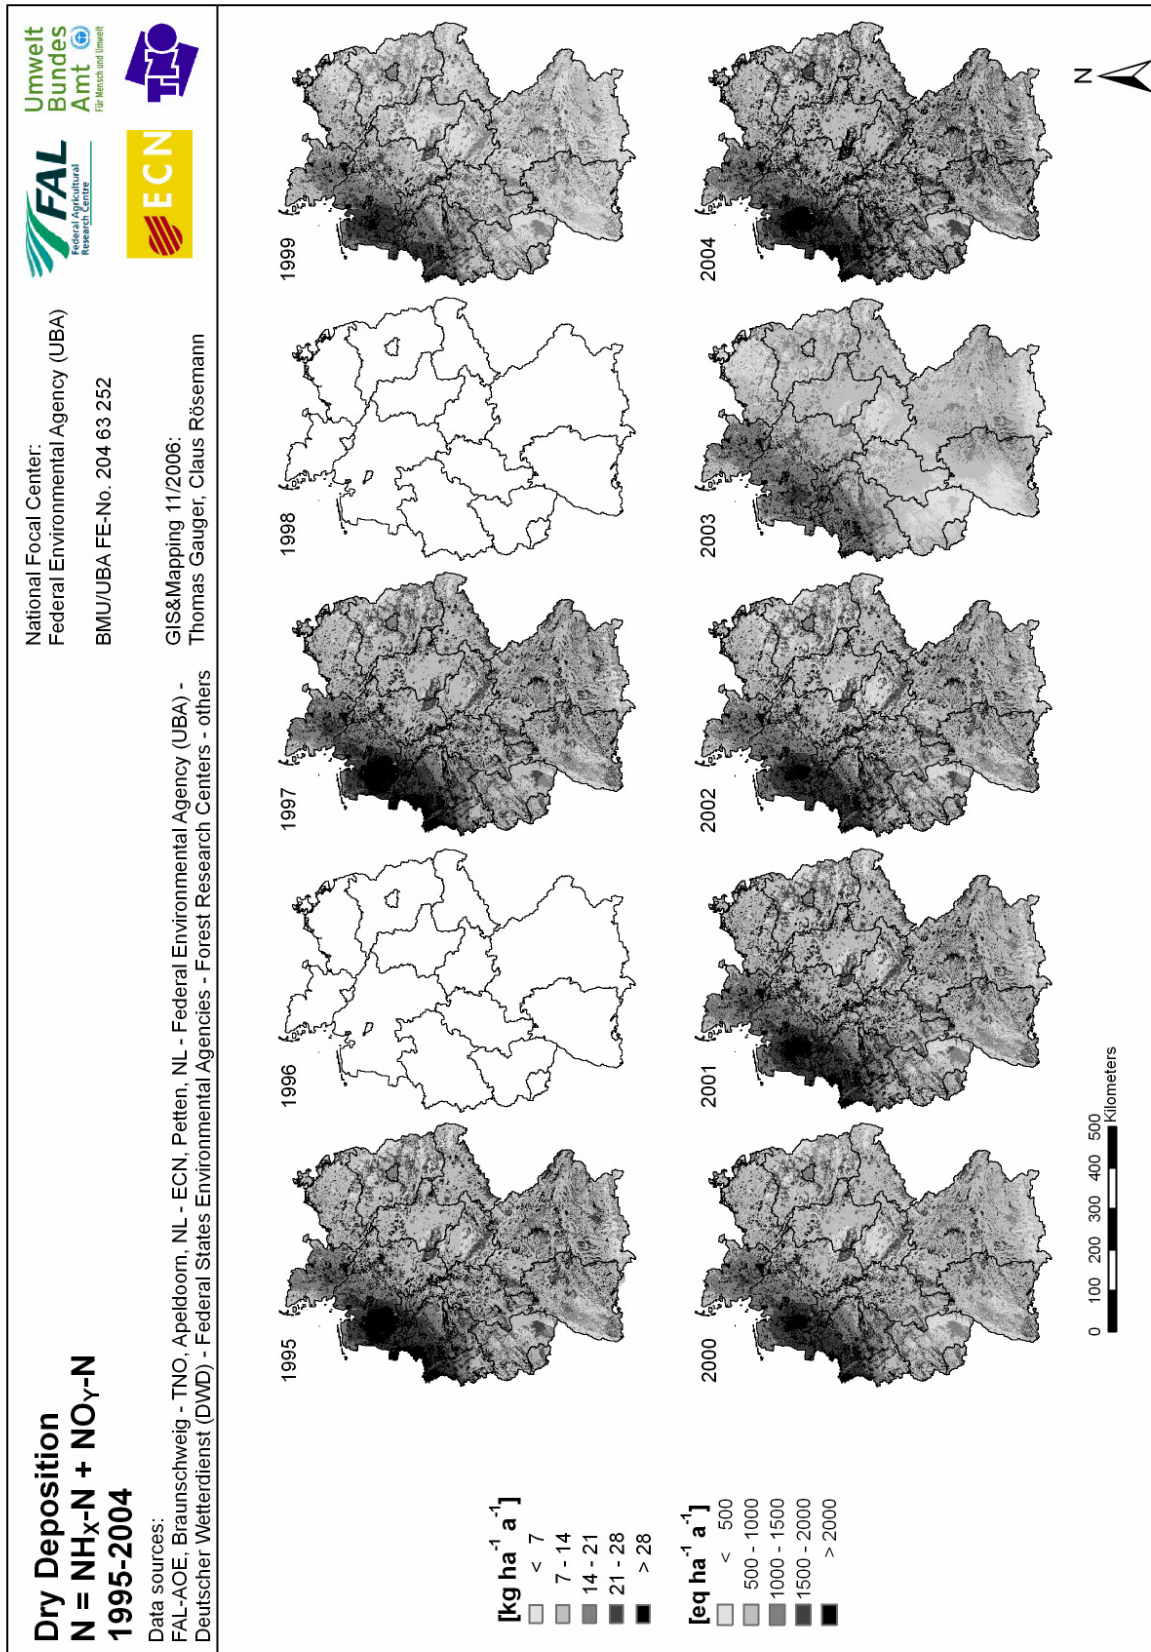 Dry Deposition
N = NHX-N + NOY-N
1995-2004
Data sources:
FAL-AOE, Braunschweig - TNO, Apeldoorn, NL - ECN, Petten, NL - Federal Environmental Agency (UBA) -
Deutscher Wetterdienst (DWD) - Federal States Environmental Agencies - Forest Research Centers - others
National Focal Center:
Federal Environmental Agency (UBA)
BMU/UBA FE-No. 204 63 252
GIS&Mapping 11/2006:
Thomas Gauger, Claus Rösemann
FAL
Federal Agricultural
Research Centre
Umwelt
Bundes
Amt
Für Mensch und Umwelt
ECN
TNO
[kg ha-1 a-1]
< 7
7 - 14
14 - 21
21 - 28
> 28
[eq ha-1 a-1]
< 500
500 - 1000
1000 - 1500
1500 - 2000
> 2000
1995
1996
1997
1998
1999
2000
2001
2002
2003
2004
0 100 200 300 400 500
Kilometers
N